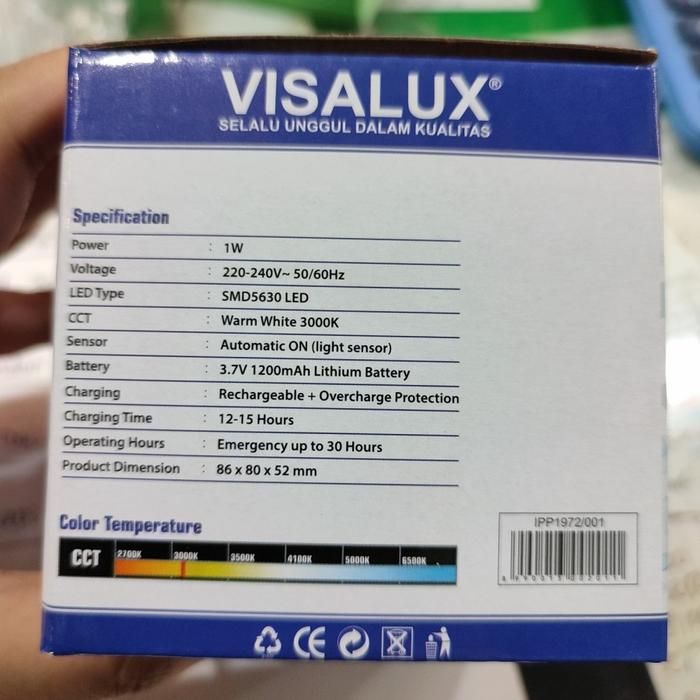 VISALUX®
SELALU UNGGUL DALAM KUALITAS
Specification
Power : 1W
Voltage : 220-240V~ 50/60Hz
LED Type : SMD5630 LED
CCT : Warm White 3000K
Sensor : Automatic ON (light sensor)
Battery : 3.7V 1200mAh Lithium Battery
Charging : Rechargeable + Overcharge Protection
Charging Time : 12-15 Hours
Operating Hours : Emergency up to 30 Hours
Product Dimension : 86 x 80 x 52 mm
Color Temperature
CCT 2700K 3000K 3500K 4100K 5000K 6500K
IPP1972/001
CE